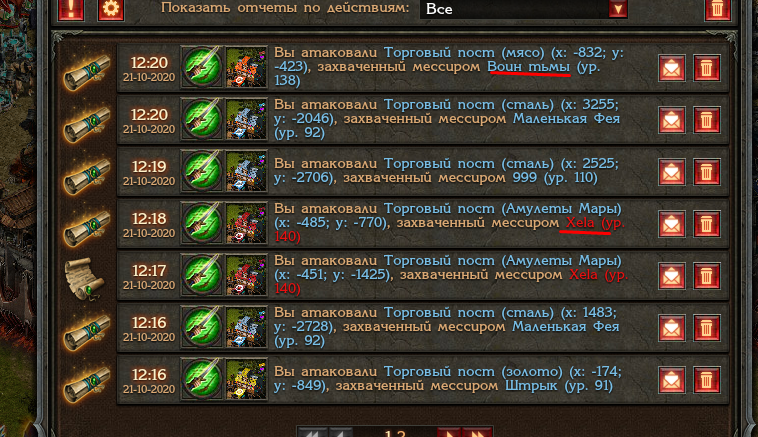 Показать отчеты по действиям: Все
12:20
21-10-2020
Вы атаковали Торговый пост (мясо) (x: -832; y:
-423), захваченный мессиром Воин тьмы (ур.
138)
12:20
21-10-2020
Вы атаковали Торговый пост (сталь) (x: 3255;
y: -2046), захваченный мессиром Маленькая Фея
(ур. 92)
12:19
21-10-2020
Вы атаковали Торговый пост (сталь) (x: 2525;
y: -2706), захваченный мессиром 999 (ур. 110)
12:18
21-10-2020
Вы атаковали Торговый пост (Амулеты Мары)
(x: -485; y: -770), захваченный мессиром Xela (ур.
140)
12:17
21-10-2020
Вы атаковали Торговый пост (Амулеты Мары)
(x: -451; y: -1425), захваченный мессиром Xela (ур.
140)
12:16
21-10-2020
Вы атаковали Торговый пост (сталь) (x: 1483;
y: -2728), захваченный мессиром Маленькая Фея
(ур. 92)
12:16
21-10-2020
Вы атаковали Торговый пост (золото) (x: -174;
y: -849), захваченный мессиром Штрык (ур. 91)
1 2